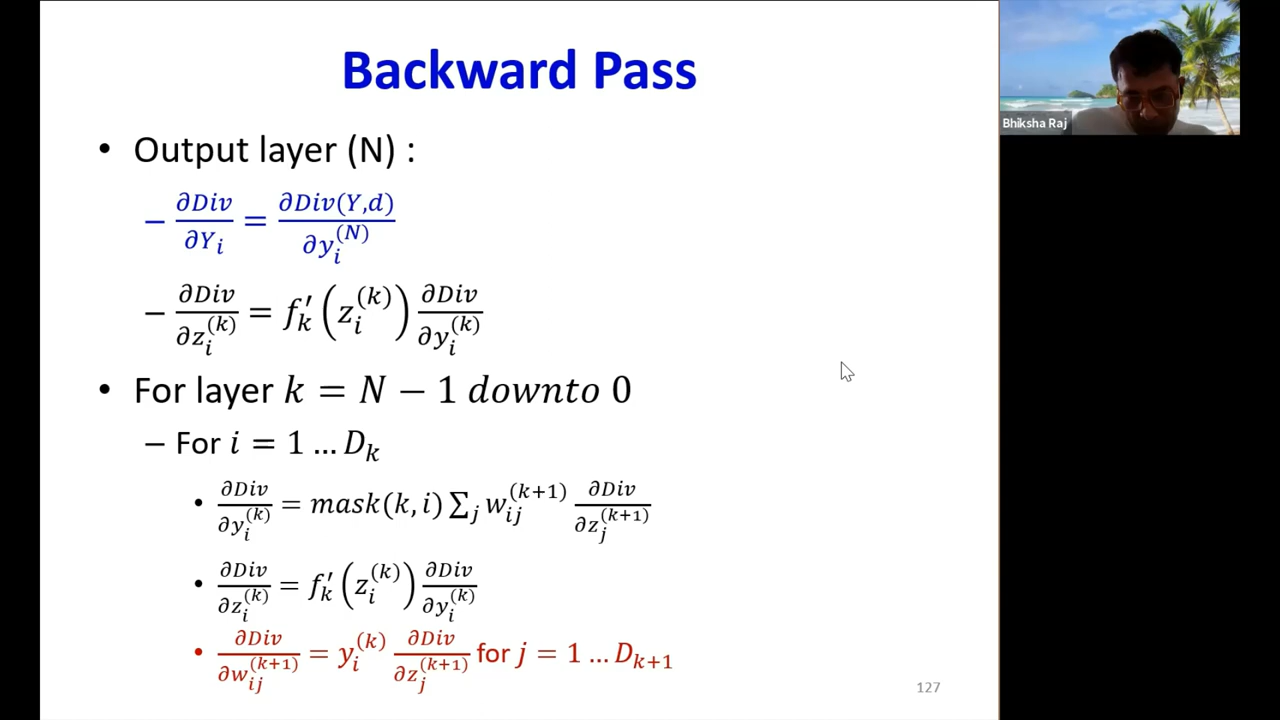 Backward Pass
• Output layer (N) :
– ∂Div/∂Y_i = ∂Div(Y,d)/∂y_i^(N)
– ∂Div/∂z_i^(k) = f_k′(z_i^(k)) ∂Div/∂y_i^(k)
• For layer k = N − 1 downto 0
– For i = 1 … D_k
• ∂Div/∂y_i^(k) = mask(k, i) ∑_j w_ij^(k+1) ∂Div/∂z_j^(k+1)
• ∂Div/∂z_i^(k) = f_k′(z_i^(k)) ∂Div/∂y_i^(k)
• ∂Div/∂w_ij^(k+1) = y_i^(k) ∂Div/∂z_j^(k+1) for j = 1 … D_k+1
127
Bhiksha Raj